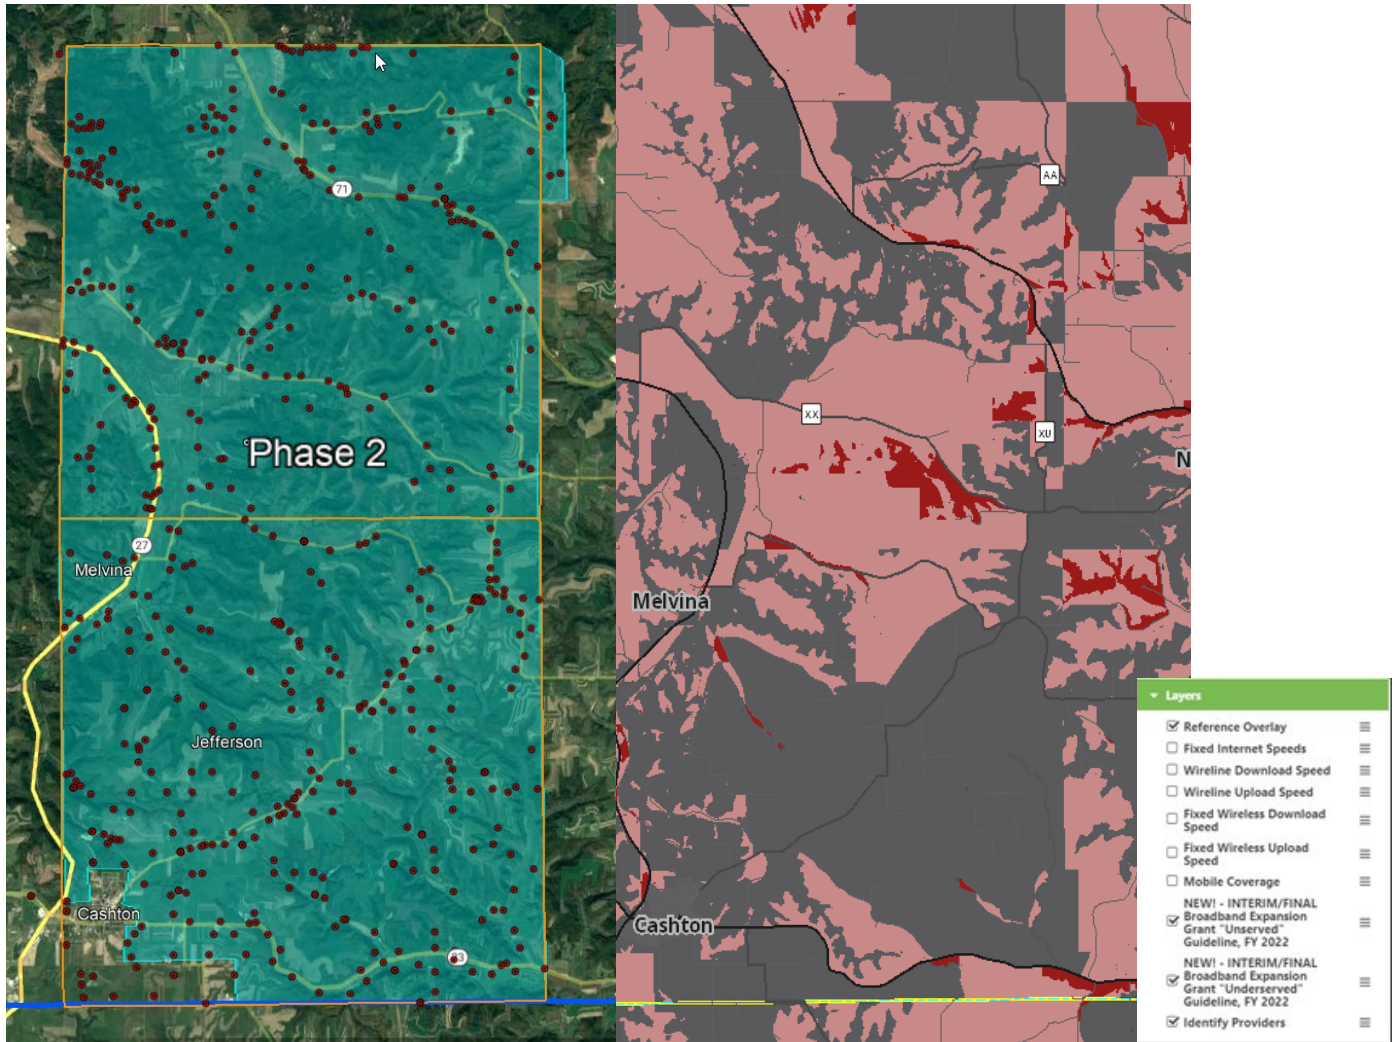 71
Phase 2
27
Melvina
Jefferson
Cashton
33
AA
XX
XU
N
Melvina
Cashton
Layers
Reference Overlay
Fixed Internet Speeds
Wireline Download Speed
Wireline Upload Speed
Fixed Wireless Download
Speed
Fixed Wireless Upload
Speed
Mobile Coverage
NEW! - INTERIM/FINAL
Broadband Expansion
Grant "Unserved"
Guideline, FY 2022
NEW! - INTERIM/FINAL
Broadband Expansion
Grant "Underserved"
Guideline, FY 2022
Identify Providers